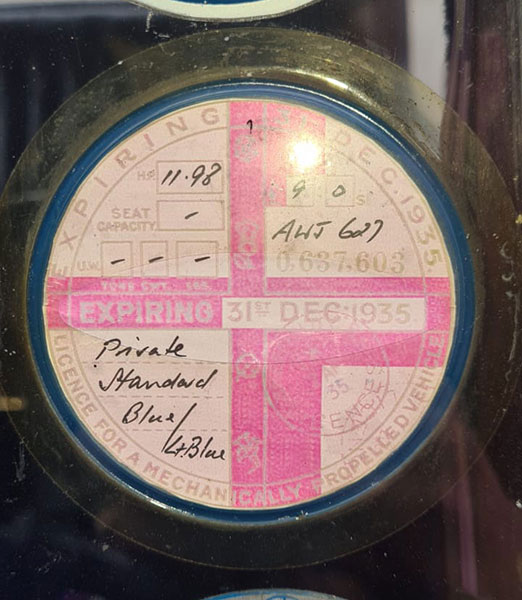 EXPIRING
DEC: 1935.
H.P. 11.98
9 0 S
SEAT
CAPACITY -
AWJ 607
U.W. - - -
0,637,603
TONS CWT. LBS.
EXPIRING 31ST DEC: 1935
Private
Standard
Blue/
Lt. Blue
35
LICENCE FOR A MECHANICALLY PROPELLED VEHICLE